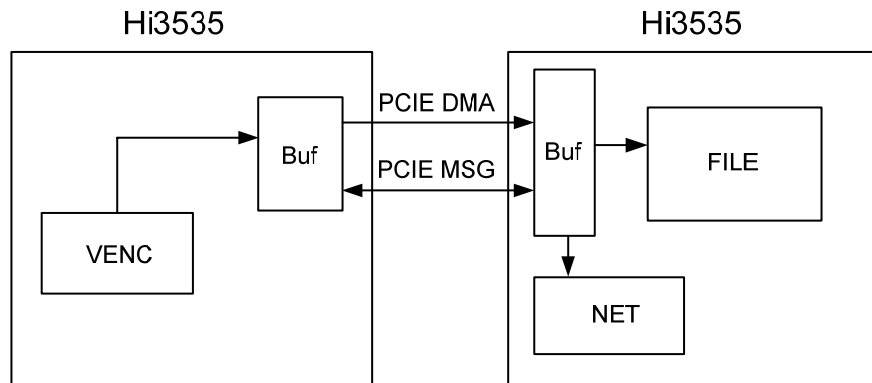 Hi3535
Hi3535
PCIE DMA
Buf
Buf
FILE
PCIE MSG
VENC
NET